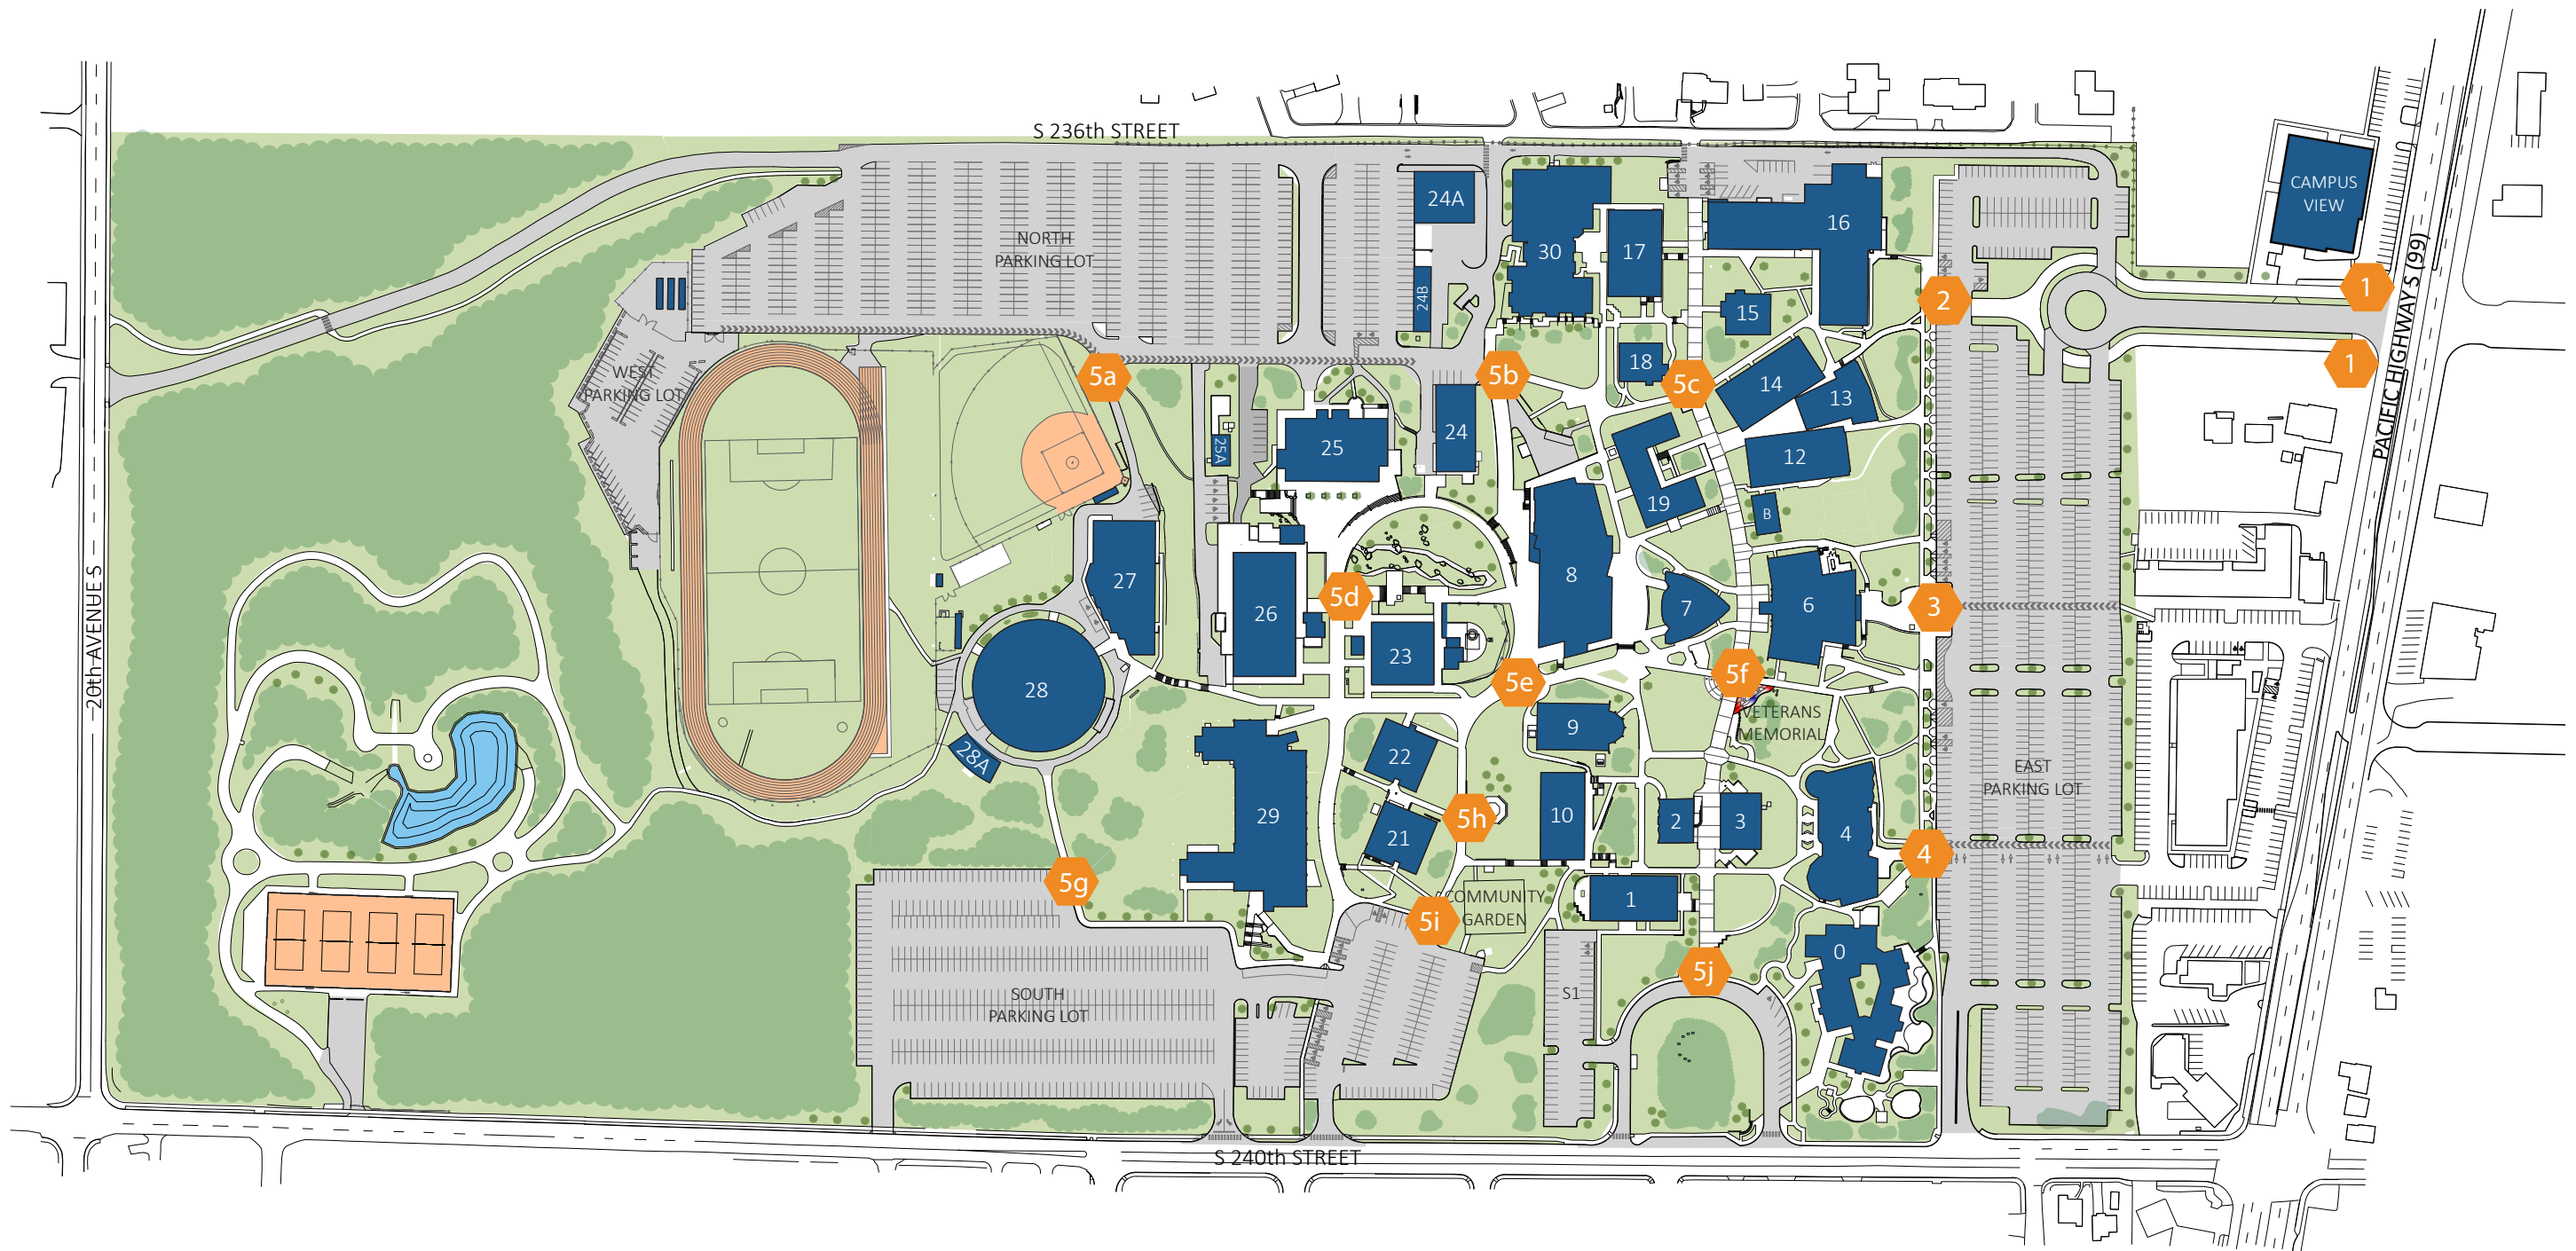 S 236th STREET
CAMPUS
VIEW
24A
16
NORTH
PARKING LOT
30
17
PACIFIC HIGHWAY S (99)
1
2
24B
15
1
18
WEST
PARKING LOT
5a
5b
5c
14
13
24
25
25A
12
19
B
27
8
26
5d
7
6
3
20th AVENUE S
23
28
5e
5f
VETERANS
MEMORIAL
9
22
28A
EAST
PARKING LOT
29
5h
10
2
3
4
21
4
5g
COMMUNITY
GARDEN
1
5i
0
5j
S1
SOUTH
PARKING LOT
S 240th STREET